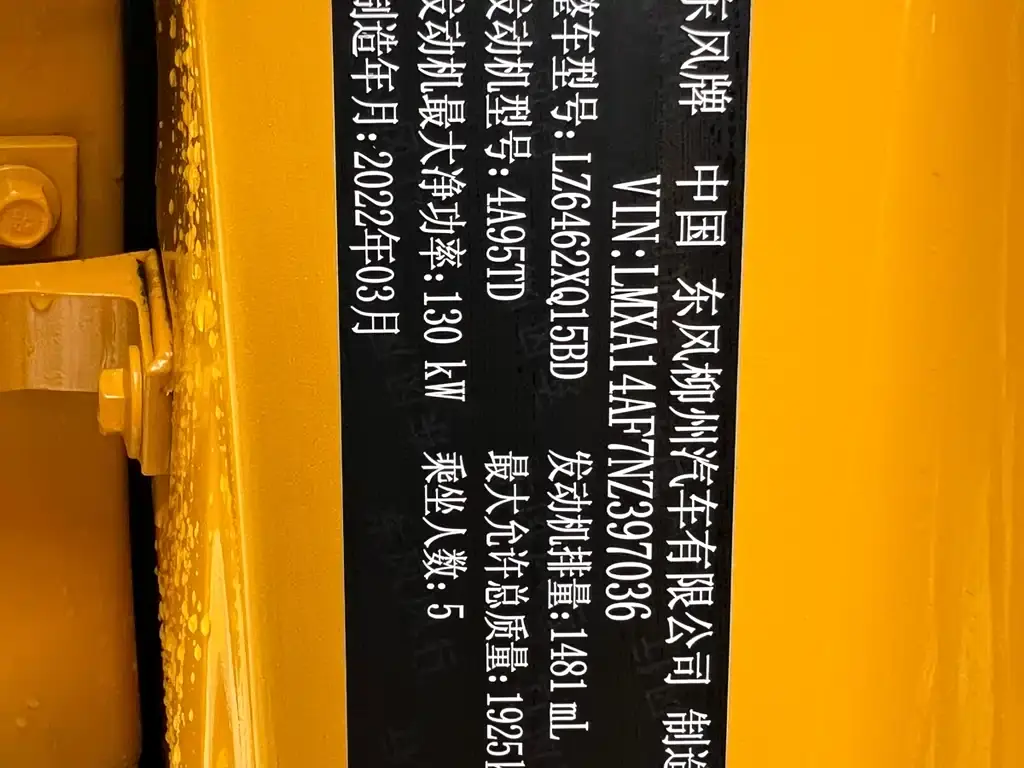 东风牌 中国 东风柳州汽车有限公司 制造
VIN:LMXA14AF7NZ397036
整车型号:LZ6462XQ15BD 发动机排量:1481 mL
发动机型号:4A95TD 最大允许总质量:1925k
发动机最大净功率:130 kW 乘坐人数:5
制造年月:2022年03月